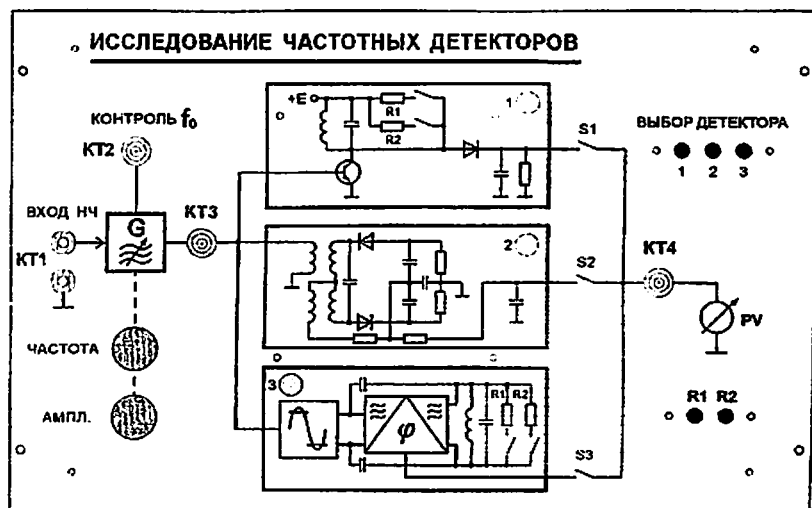 ИССЛЕДОВАНИЕ ЧАСТОТНЫХ ДЕТЕКТОРОВ
КОНТРОЛЬ f₀
КТ2
ВХОД НЧ
КТ1
G
КТ3
ЧАСТОТА
АМПЛ.
+E
R1
R2
1
2
3
φ
R1 R2
S1
S2
S3
ВЫБОР ДЕТЕКТОРА
1 2 3
КТ4
PV
R1 R2